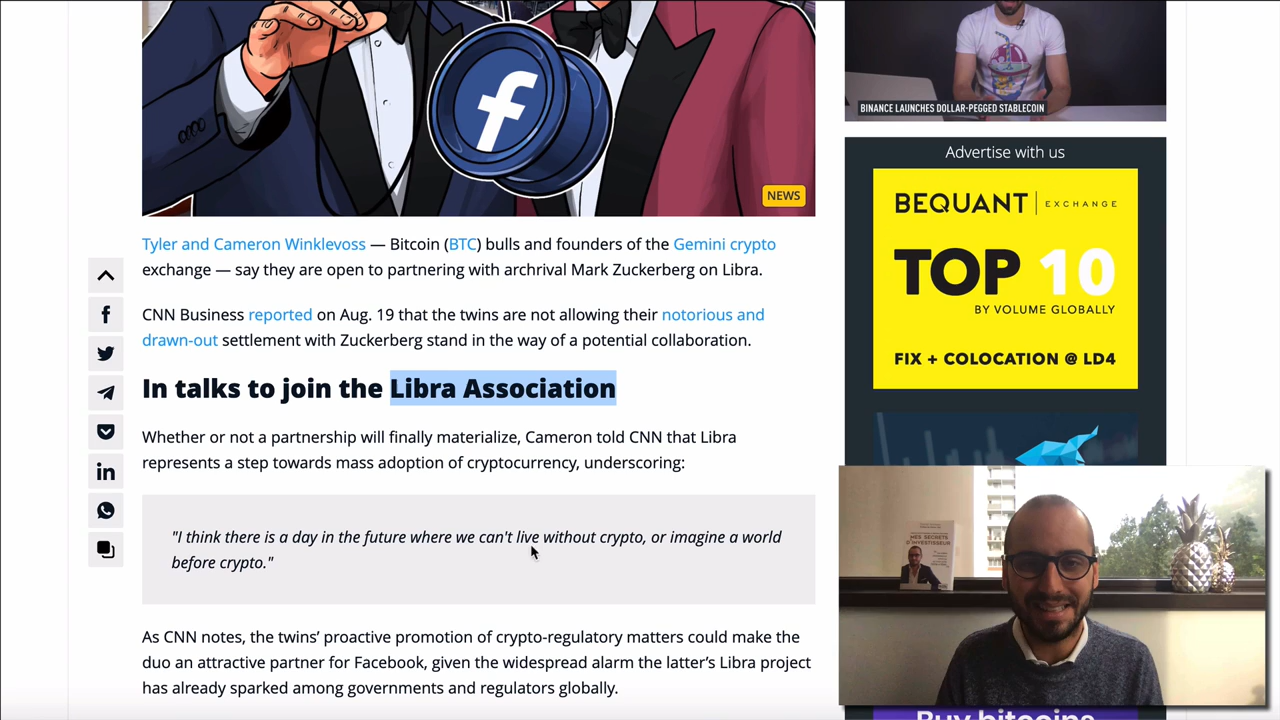 f
NEWS
Tyler and Cameron Winklevoss — Bitcoin (BTC) bulls and founders of the Gemini crypto
exchange — say they are open to partnering with archrival Mark Zuckerberg on Libra.
CNN Business reported on Aug. 19 that the twins are not allowing their notorious and
drawn-out settlement with Zuckerberg stand in the way of a potential collaboration.
In talks to join the Libra Association
Whether or not a partnership will finally materialize, Cameron told CNN that Libra
represents a step towards mass adoption of cryptocurrency, underscoring:
"I think there is a day in the future where we can't live without crypto, or imagine a world
before crypto."
As CNN notes, the twins’ proactive promotion of crypto-regulatory matters could make the
duo an attractive partner for Facebook, given the widespread alarm the latter’s Libra project
has already sparked among governments and regulators globally.
BINANCE LAUNCHES DOLLAR-PEGGED STABLECOIN
Advertise with us
BEQUANT | EXCHANGE
TOP 10
BY VOLUME GLOBALLY
FIX + COLOCATION @ LD4
MES SECRETS
D'INVESTISSEUR
Buy bitcoins